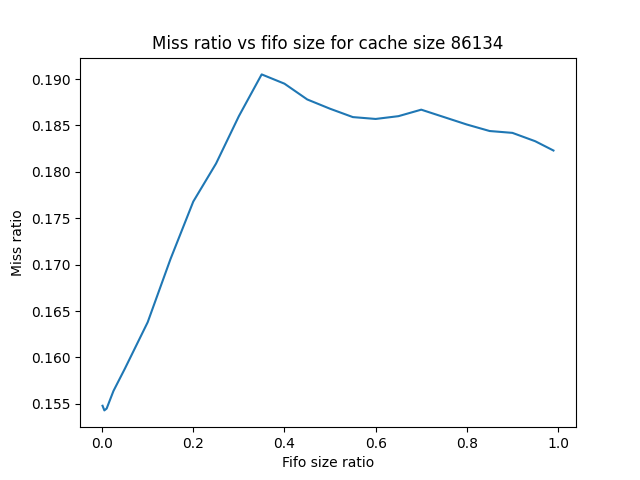 Miss ratio vs fifo size for cache size 86134
0.190
0.185
0.180
0.175
0.170
0.165
0.160
0.155
Miss ratio
0.0 0.2 0.4 0.6 0.8 1.0
Fifo size ratio